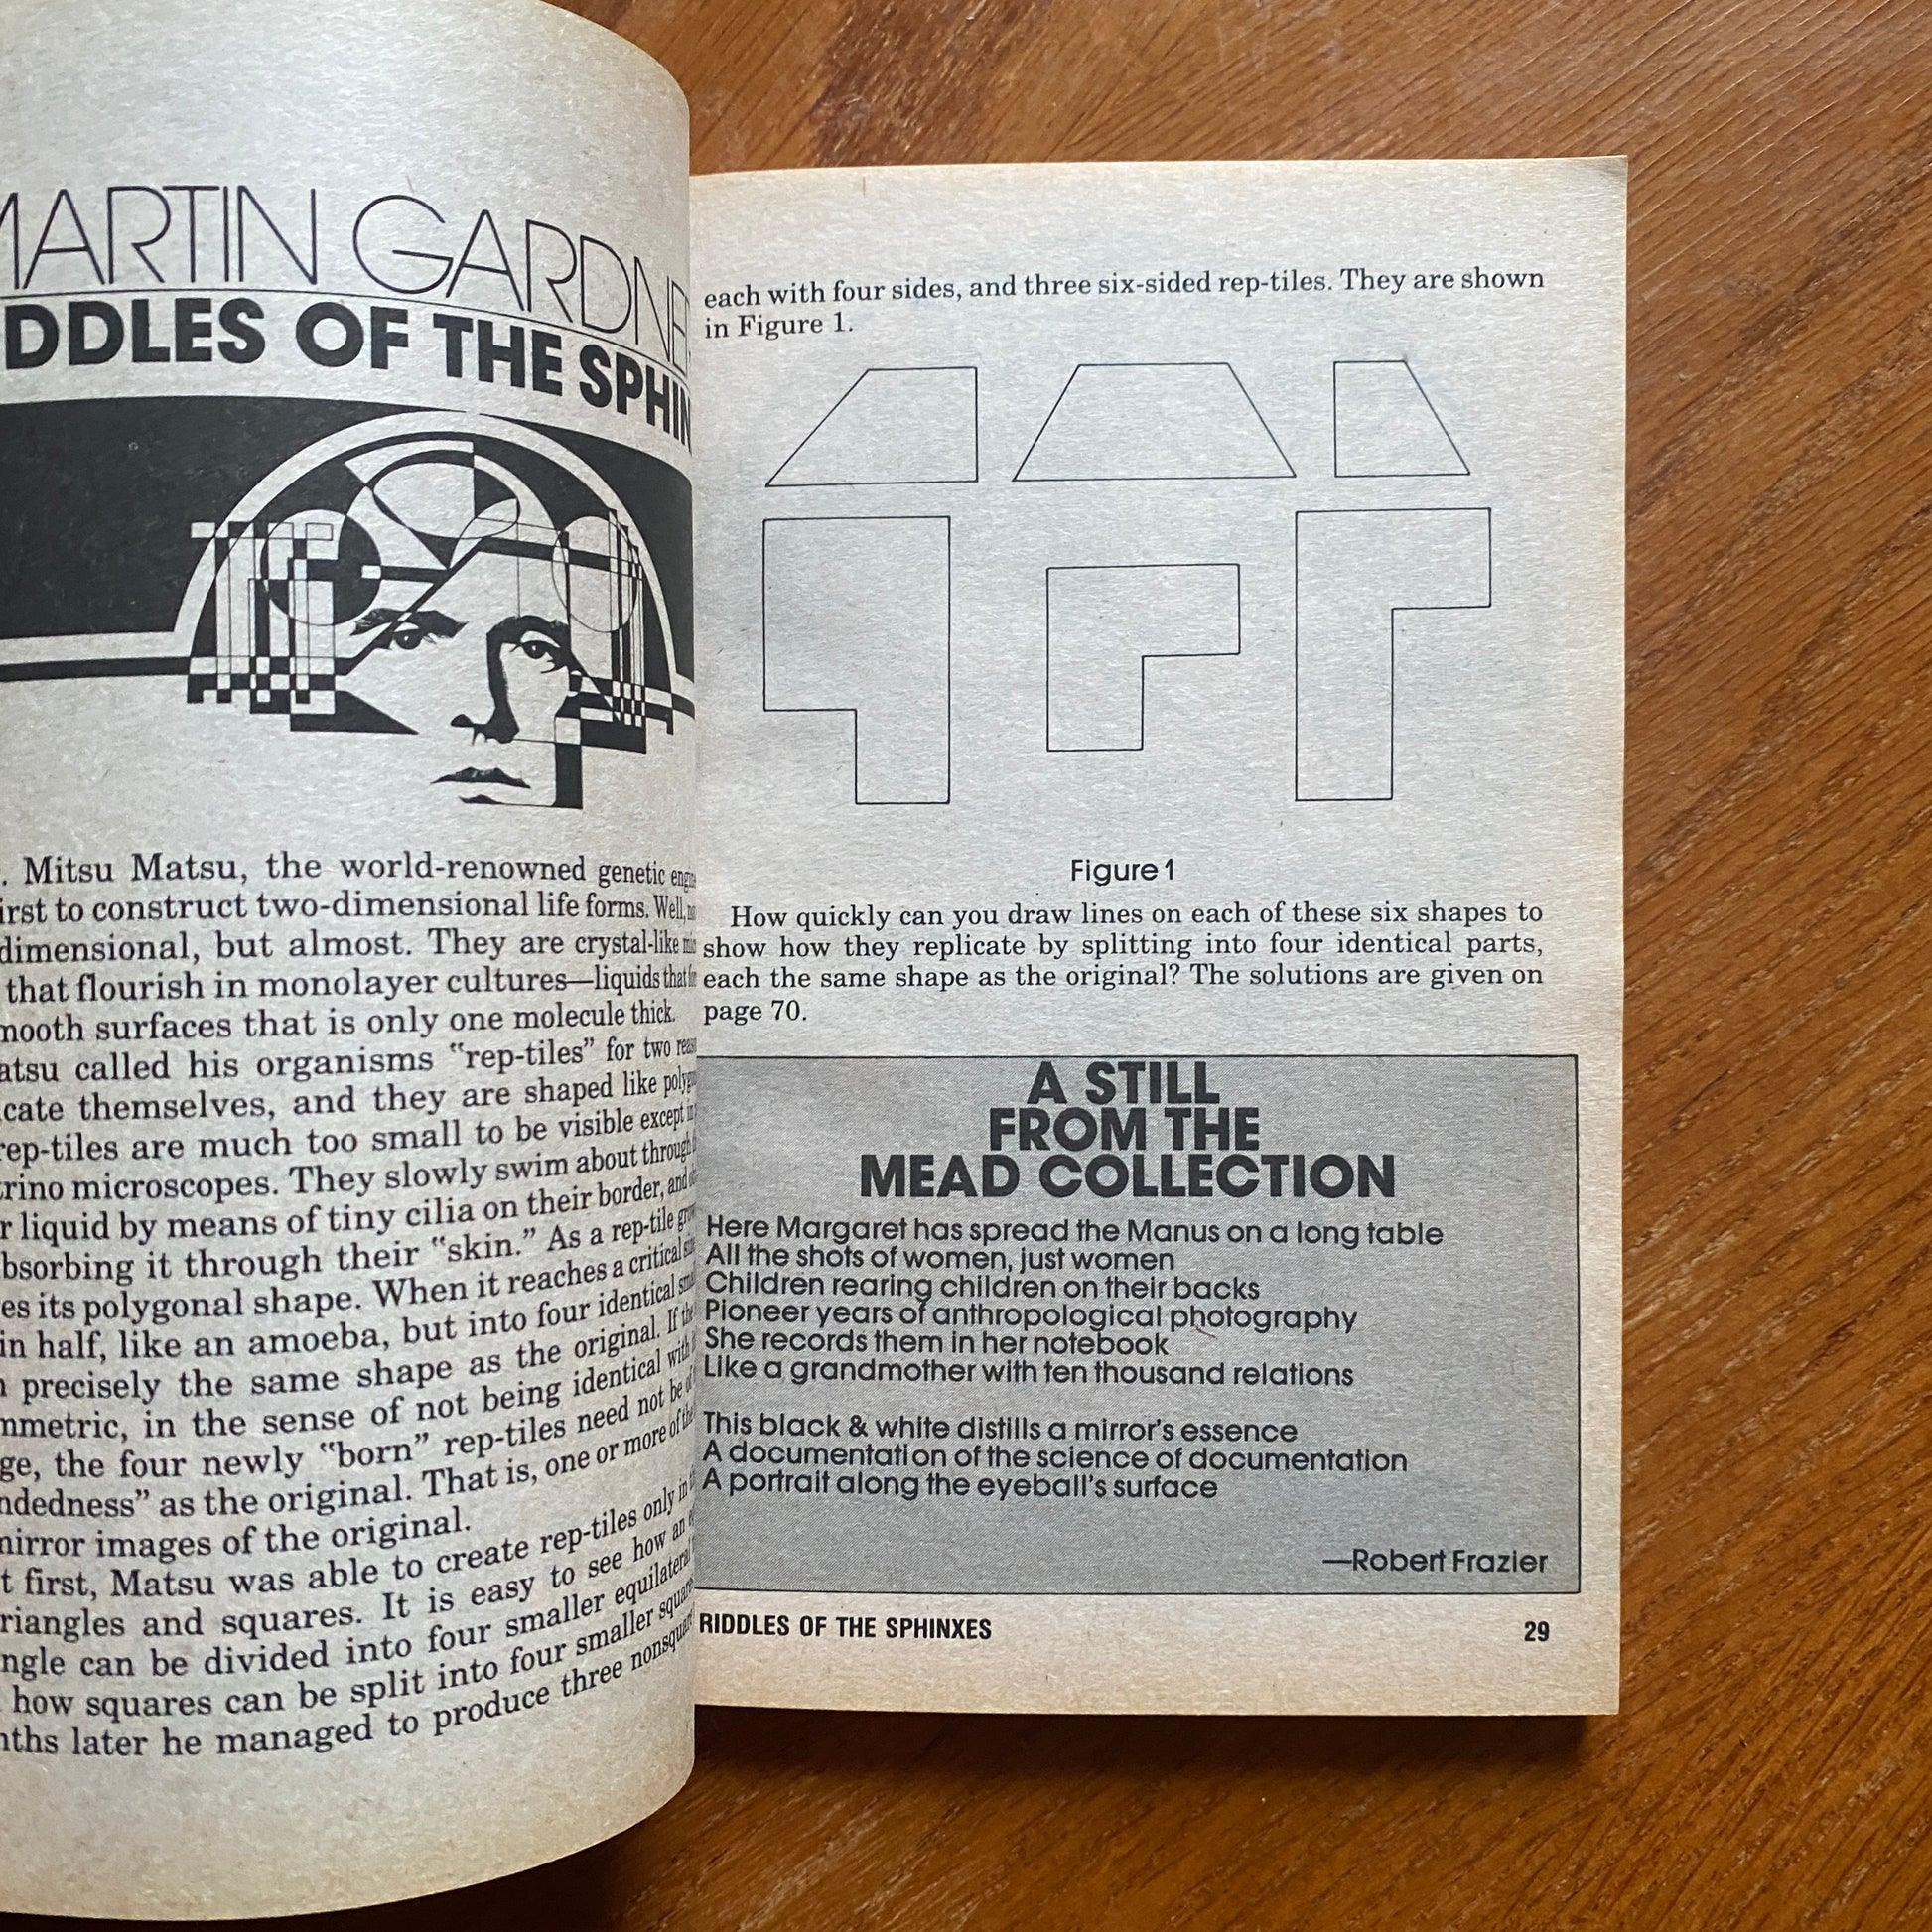 MARTIN GARDNE
IDDLES OF THE SPHIN
. Mitsu Matsu, the world-renowned genetic
irst to construct two-dimensional life forms. Well,
dimensional, but almost. They are crystal-like
that flourish in monolayer cultures—liquids that
mooth surfaces that is only one molecule thick.
atsu called his organisms "rep-tiles" for two
cate themselves, and they are shaped like
rep-tiles are much too small to be visible except in
rino microscopes. They slowly swim about through
r liquid by means of tiny cilia on their border, and
bsorbing it through their "skin." As a rep-tile
es its polygonal shape. When it reaches a critical
in half, like an amoeba, but into four identical
precisely the same shape as the original. If the
mmetric, in the sense of not being identical with
ge, the four newly "born" rep-tiles need not be of
ndedness" as the original. That is, one or more of the
mirror images of the original.
t first, Matsu was able to create rep-tiles only in
riangles and squares. It is easy to see how an
ngle can be divided into four smaller equilateral
how squares can be split into four smaller
nths later he managed to produce three nonsquare
each with four sides, and three six-sided rep-tiles. They are shown
in Figure 1.
Figure 1
How quickly can you draw lines on each of these six shapes to
show how they replicate by splitting into four identical parts,
each the same shape as the original? The solutions are given on
page 70.
A STILL
FROM THE
MEAD COLLECTION
Here Margaret has spread the Manus on a long table
All the shots of women, just women
Children rearing children on their backs
Pioneer years of anthropological photography
She records them in her notebook
Like a grandmother with ten thousand relations
This black & white distills a mirror's essence
A documentation of the science of documentation
A portrait along the eyeball's surface
—Robert Frazier
RIDDLES OF THE SPHINXES
29